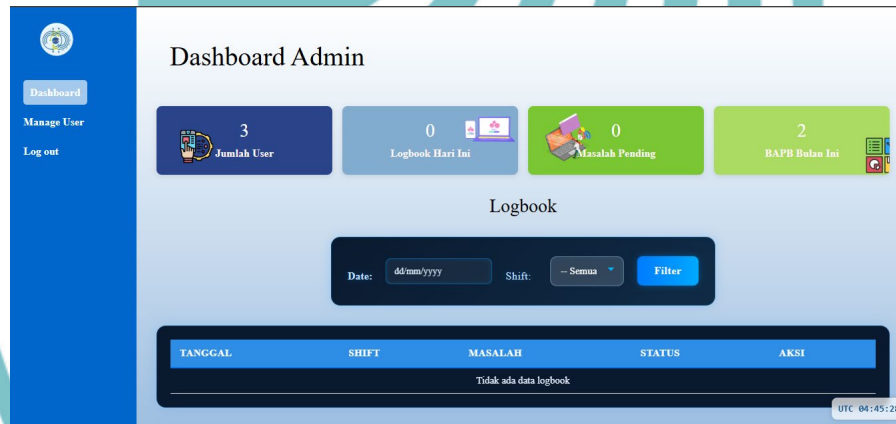 Dashboard Admin
Dashboard
Manage User
Log out
3
Jumlah User
0
Logbook Hari Ini
0
Masalah Pending
2
BAPB Bulan Ini
Logbook
Date:
dd/mm/yyyy
Shift:
-- Semua
Filter
TANGGAL SHIFT MASALAH STATUS AKSI
Tidak ada data logbook
UTC 04:45:28